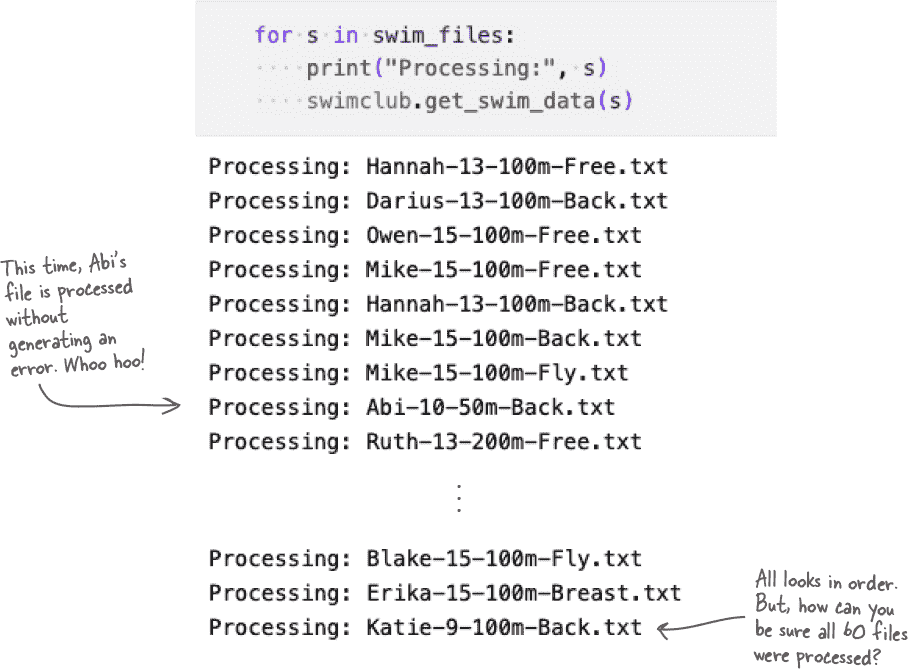 for s in swim_files:
print("Processing:", s)
swimclub.get_swim_data(s)
Processing: Hannah-13-100m-Free.txt
Processing: Darius-13-100m-Back.txt
Processing: Owen-15-100m-Free.txt
Processing: Mike-15-100m-Free.txt
Processing: Hannah-13-100m-Back.txt
Processing: Mike-15-100m-Back.txt
Processing: Mike-15-100m-Fly.txt
Processing: Abi-10-50m-Back.txt
Processing: Ruth-13-200m-Free.txt
This time, Abi's
file is processed
without
generating an
error. Whoo hoo!
Processing: Blake-15-100m-Fly.txt
Processing: Erika-15-100m-Breast.txt
Processing: Katie-9-100m-Back.txt
All looks in order.
But, how can you
be sure all 60 files
were processed?